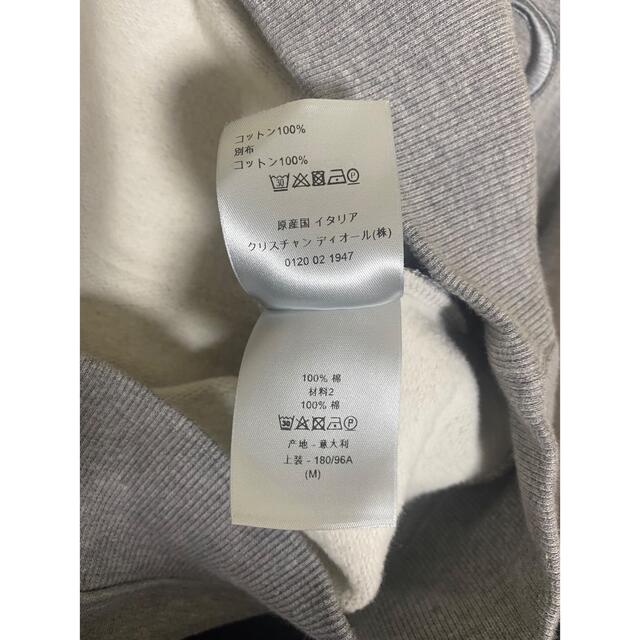 コットン100%
別布
コットン100%
30 P
原産国 イタリア
クリスチャン ディオール(株)
0120 02 1947
100% 棉
材料2
100% 棉
30 P
产地 - 意大利
上装 - 180/96A
(M)